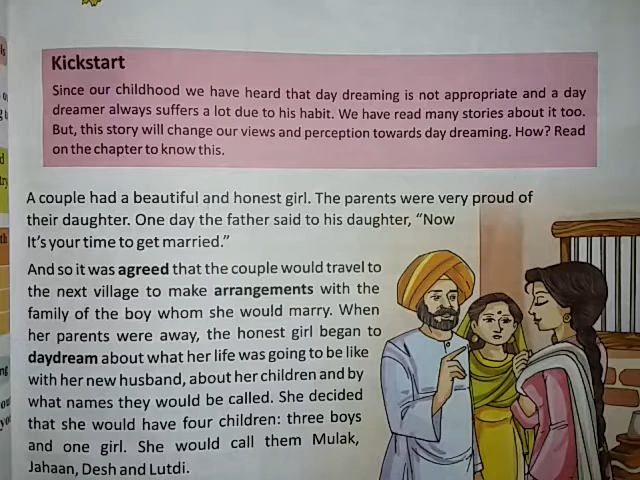 Kickstart
Since our childhood we have heard that day dreaming is not appropriate and a day
dreamer always suffers a lot due to his habit. We have read many stories about it too.
But, this story will change our views and perception towards day dreaming. How? Read
on the chapter to know this.
A couple had a beautiful and honest girl. The parents were very proud of
their daughter. One day the father said to his daughter, “Now
It’s your time to get married.”
And so it was agreed that the couple would travel to
the next village to make arrangements with the
family of the boy whom she would marry. When
her parents were away, the honest girl began to
daydream about what her life was going to be like
with her new husband, about her children and by
what names they would be called. She decided
that she would have four children: three boys
and one girl. She would call them Mulak,
Jahaan, Desh and Lutdi.